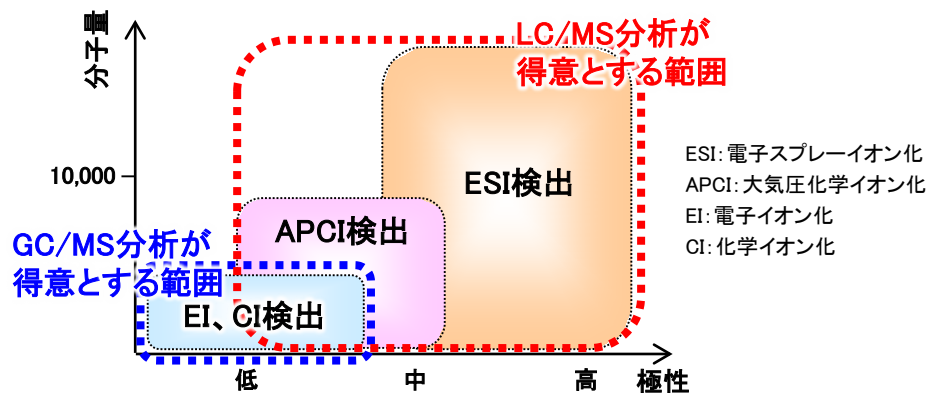 分子量
10,000
LC/MS分析が
得意とする範囲
ESI検出
APCI検出
GC/MS分析が
得意とする範囲
EI、CI検出
低
中
高
極性
ESI：電子スプレーイオン化
APCI：大気圧化学イオン化
EI：電子イオン化
CI：化学イオン化